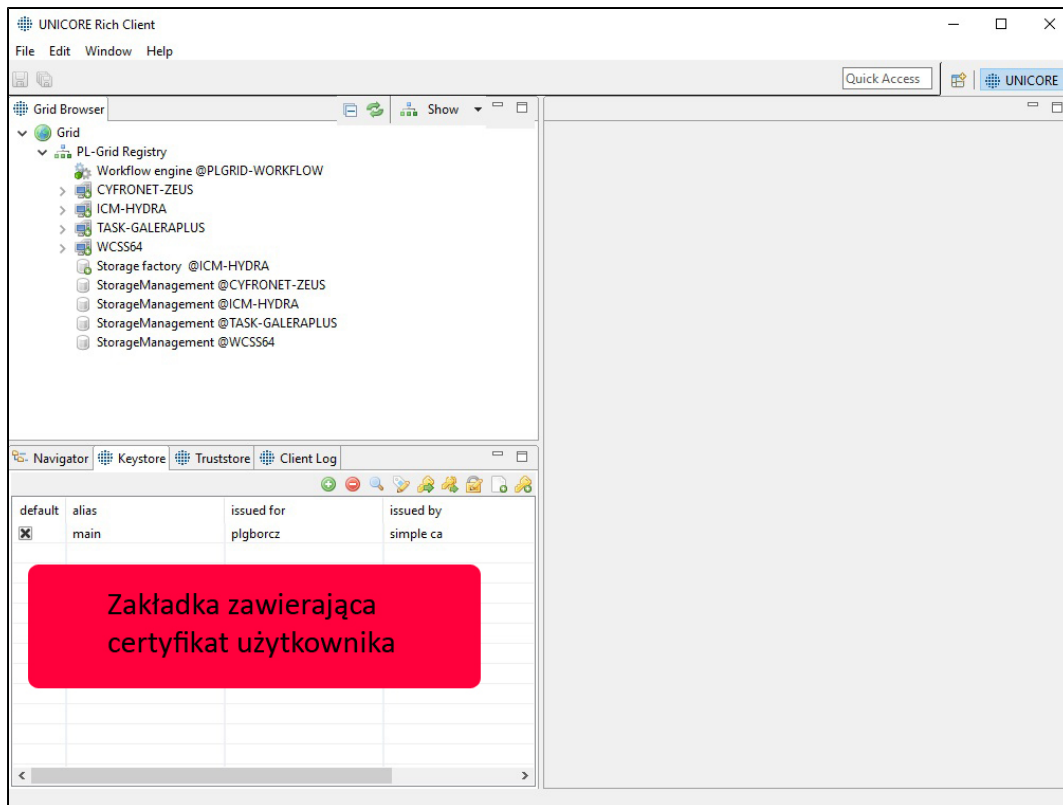 UNICORE Rich Client
File Edit Window Help
Quick Access
UNICORE
Grid Browser
Show
Grid
PL-Grid Registry
Workflow engine @PLGRID-WORKFLOW
CYFRONET-ZEUS
ICM-HYDRA
TASK-GALERAPLUS
WCSS64
Storage factory @ICM-HYDRA
StorageManagement @CYFRONET-ZEUS
StorageManagement @ICM-HYDRA
StorageManagement @TASK-GALERAPLUS
StorageManagement @WCSS64
Navigator Keystore Truststore Client Log
default alias issued for issued by
main plgborcz simple ca
Zakładka zawierająca
certyfikat użytkownika